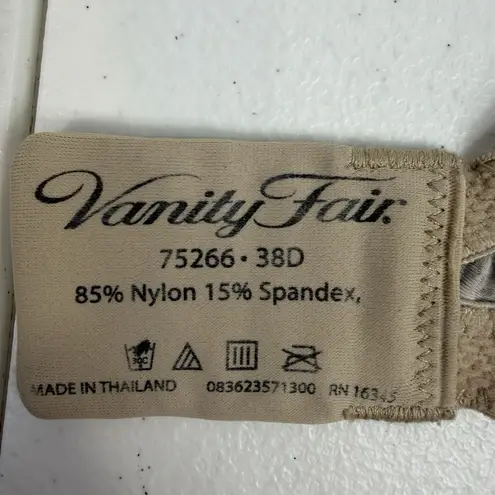 Vanity Fair.
75266 • 38D
85% Nylon 15% Spandex,
30C
MADE IN THAILAND 083623571300 RN 16345